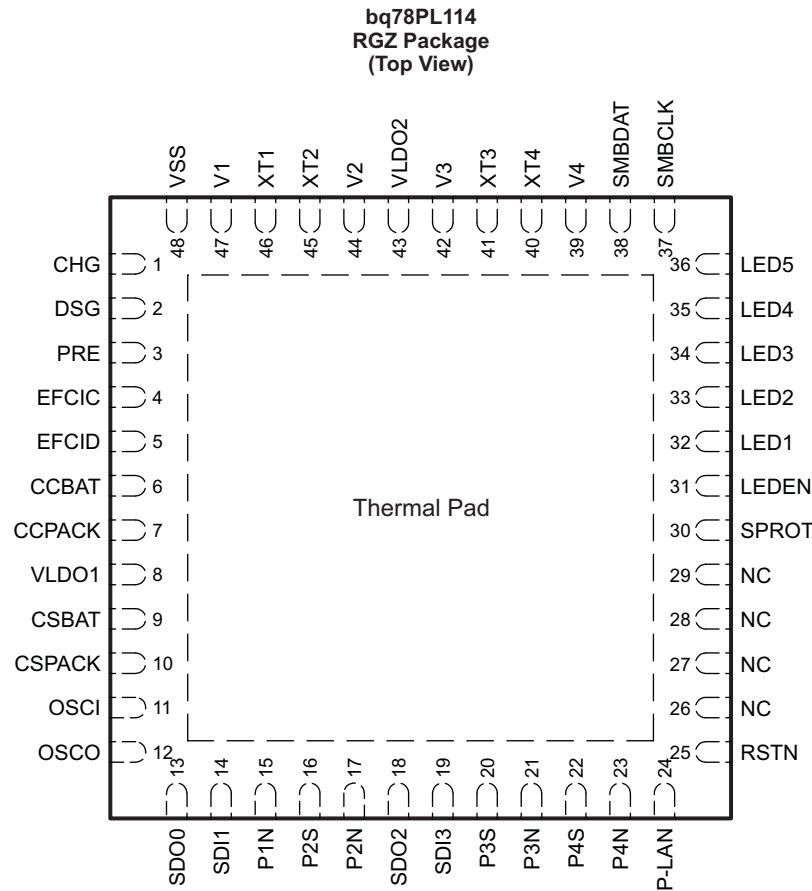 bq78PL114
RGZ Package
(Top View)
VSS
V1
XT1
XT2
V2
VLDO2
V3
XT3
XT4
V4
SMBDAT
SMBCLK
48
47
46
45
44
43
42
41
40
39
38
37
CHG 1
36 LED5
DSG 2
35 LED4
PRE 3
34 LED3
EFCIC 4
33 LED2
EFCID 5
32 LED1
CCBAT 6
31 LEDEN
CCPACK 7
30 SPROT
VLDO1 8
29 NC
CSBAT 9
28 NC
CSPACK 10
27 NC
OSCI 11
26 NC
OSCO 12
25 RSTN
Thermal Pad
13
14
15
16
17
18
19
20
21
22
23
24
SDO0
SDI1
P1N
P2S
P2N
SDO2
SDI3
P3S
P3N
P4S
P4N
P-LAN